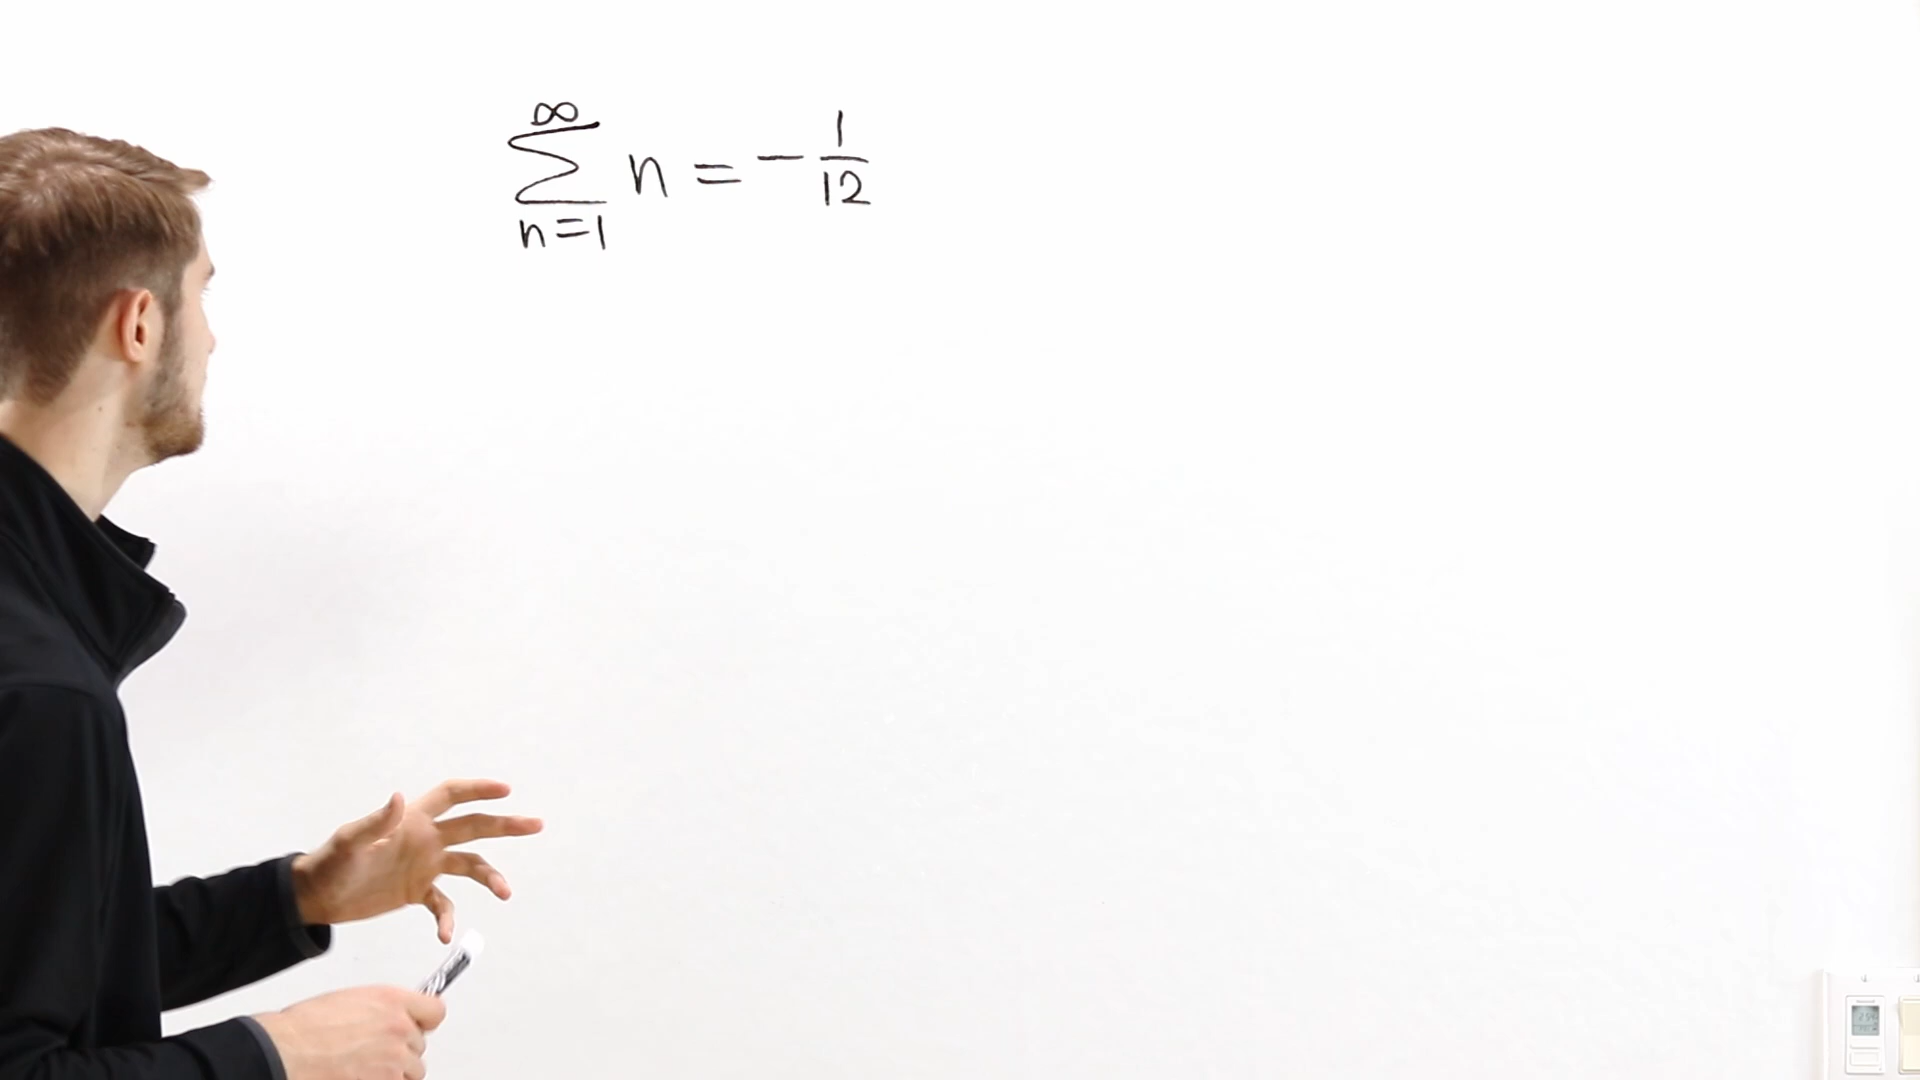 ∞
∑ n = - 1/12
n=1